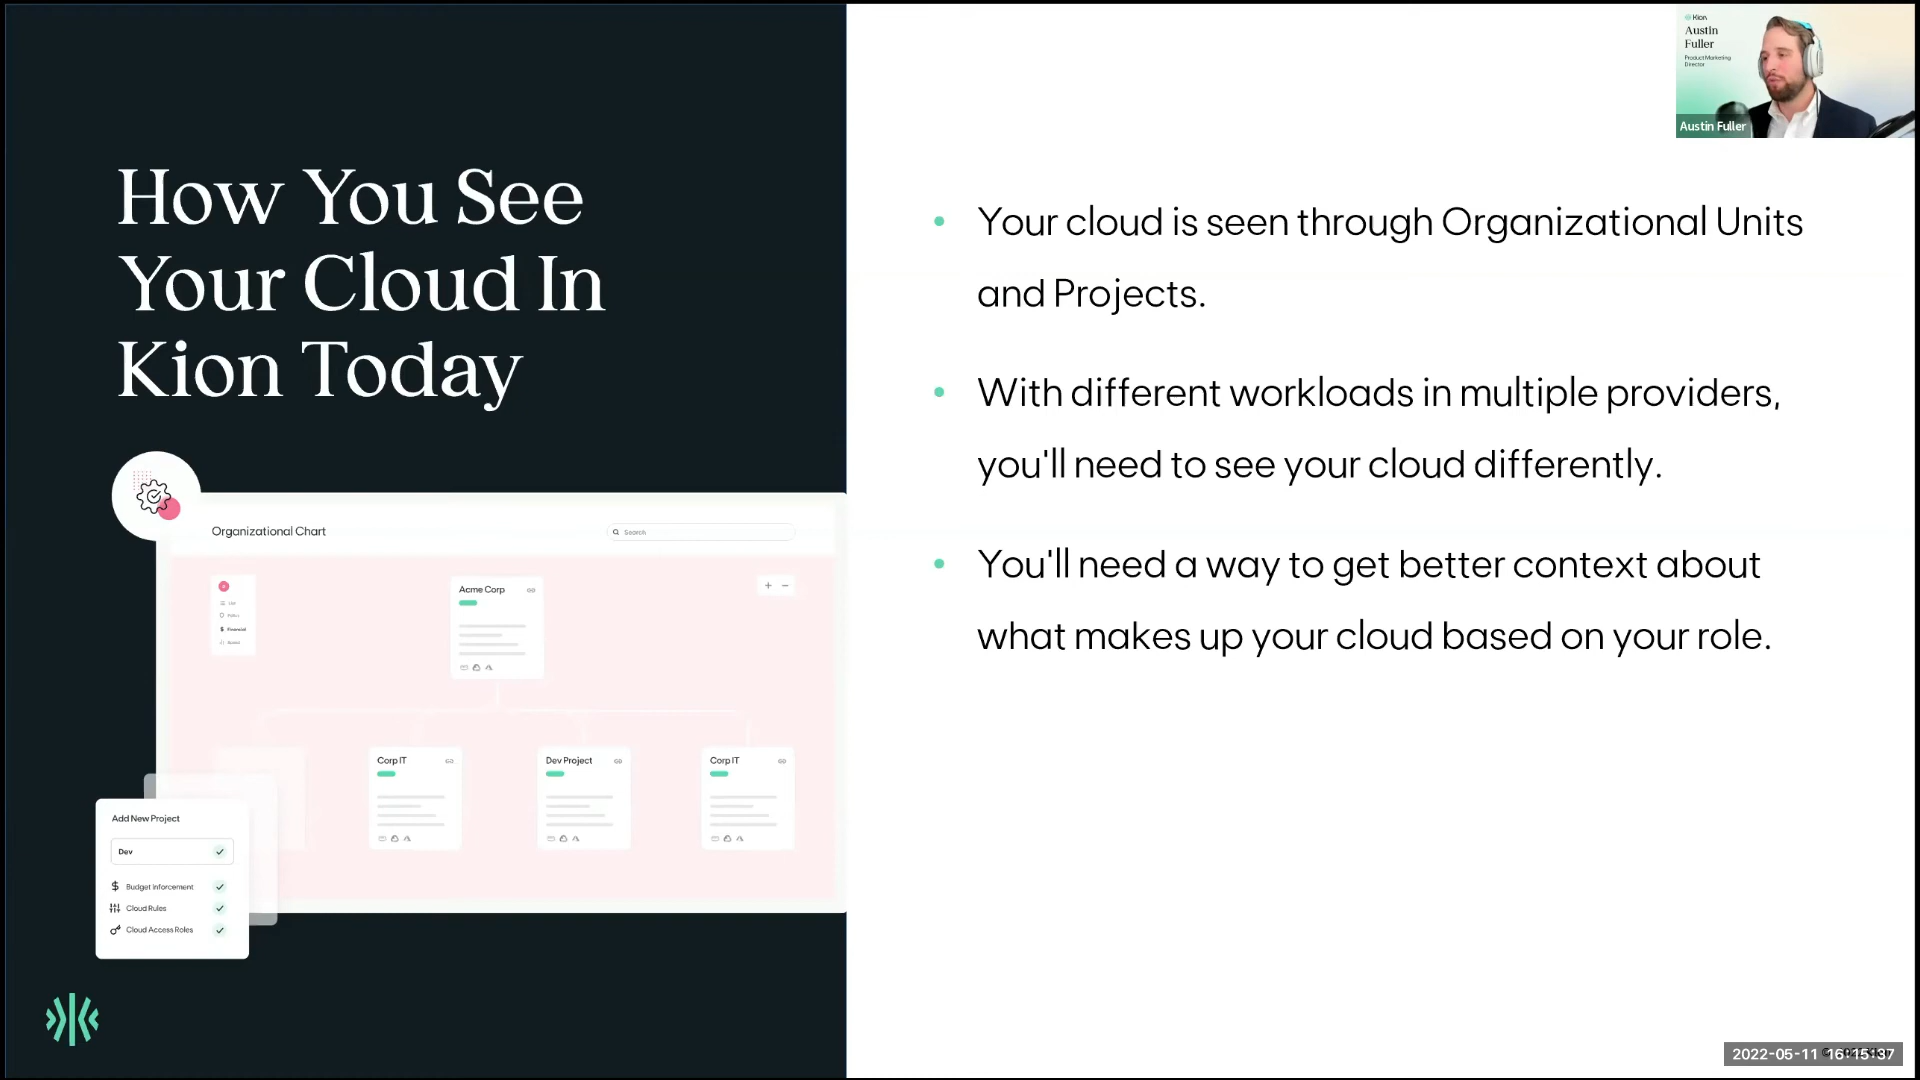 How You See
Your Cloud In
Kion Today
Organizational Chart
Search
List
Financial
Acme Corp
Corp IT
Dev Project
Corp IT
Add New Project
Dev
Budget Inforcement
Cloud Rules
Cloud Access Roles
Kion
Austin
Fuller
Product Marketing
Director
Austin Fuller
• Your cloud is seen through Organizational Units
and Projects.
• With different workloads in multiple providers,
you'll need to see your cloud differently.
• You'll need a way to get better context about
what makes up your cloud based on your role.
2022-05-11 16:15:37